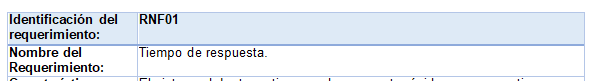 Identificación del RNF01
requerimiento:
Nombre del Tiempo de respuesta.
Requerimiento: